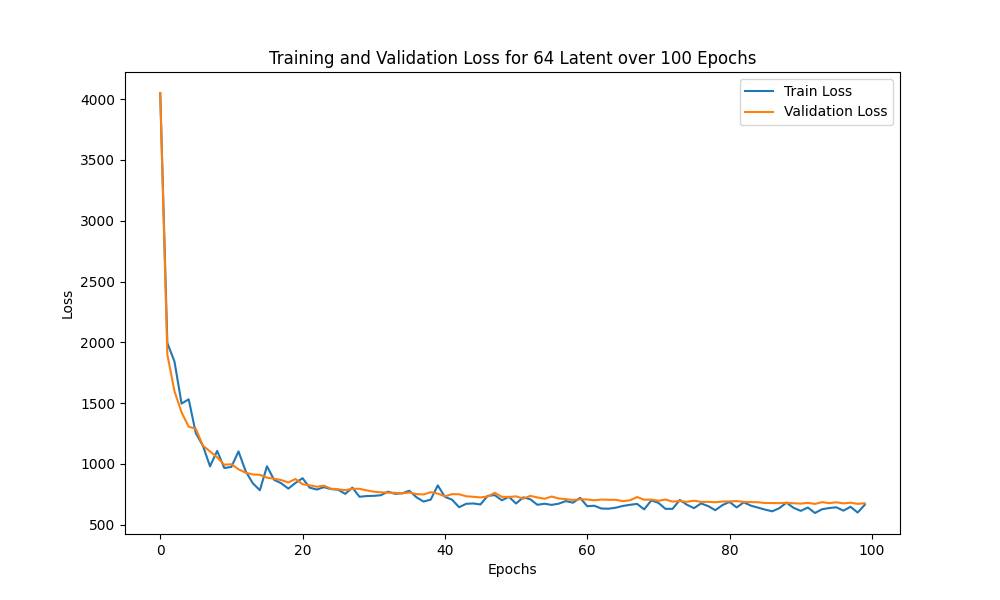 Training and Validation Loss for 64 Latent over 100 Epochs
Train Loss
Validation Loss
4000
3500
3000
2500
2000
1500
1000
500
Loss
0 20 40 60 80 100
Epochs